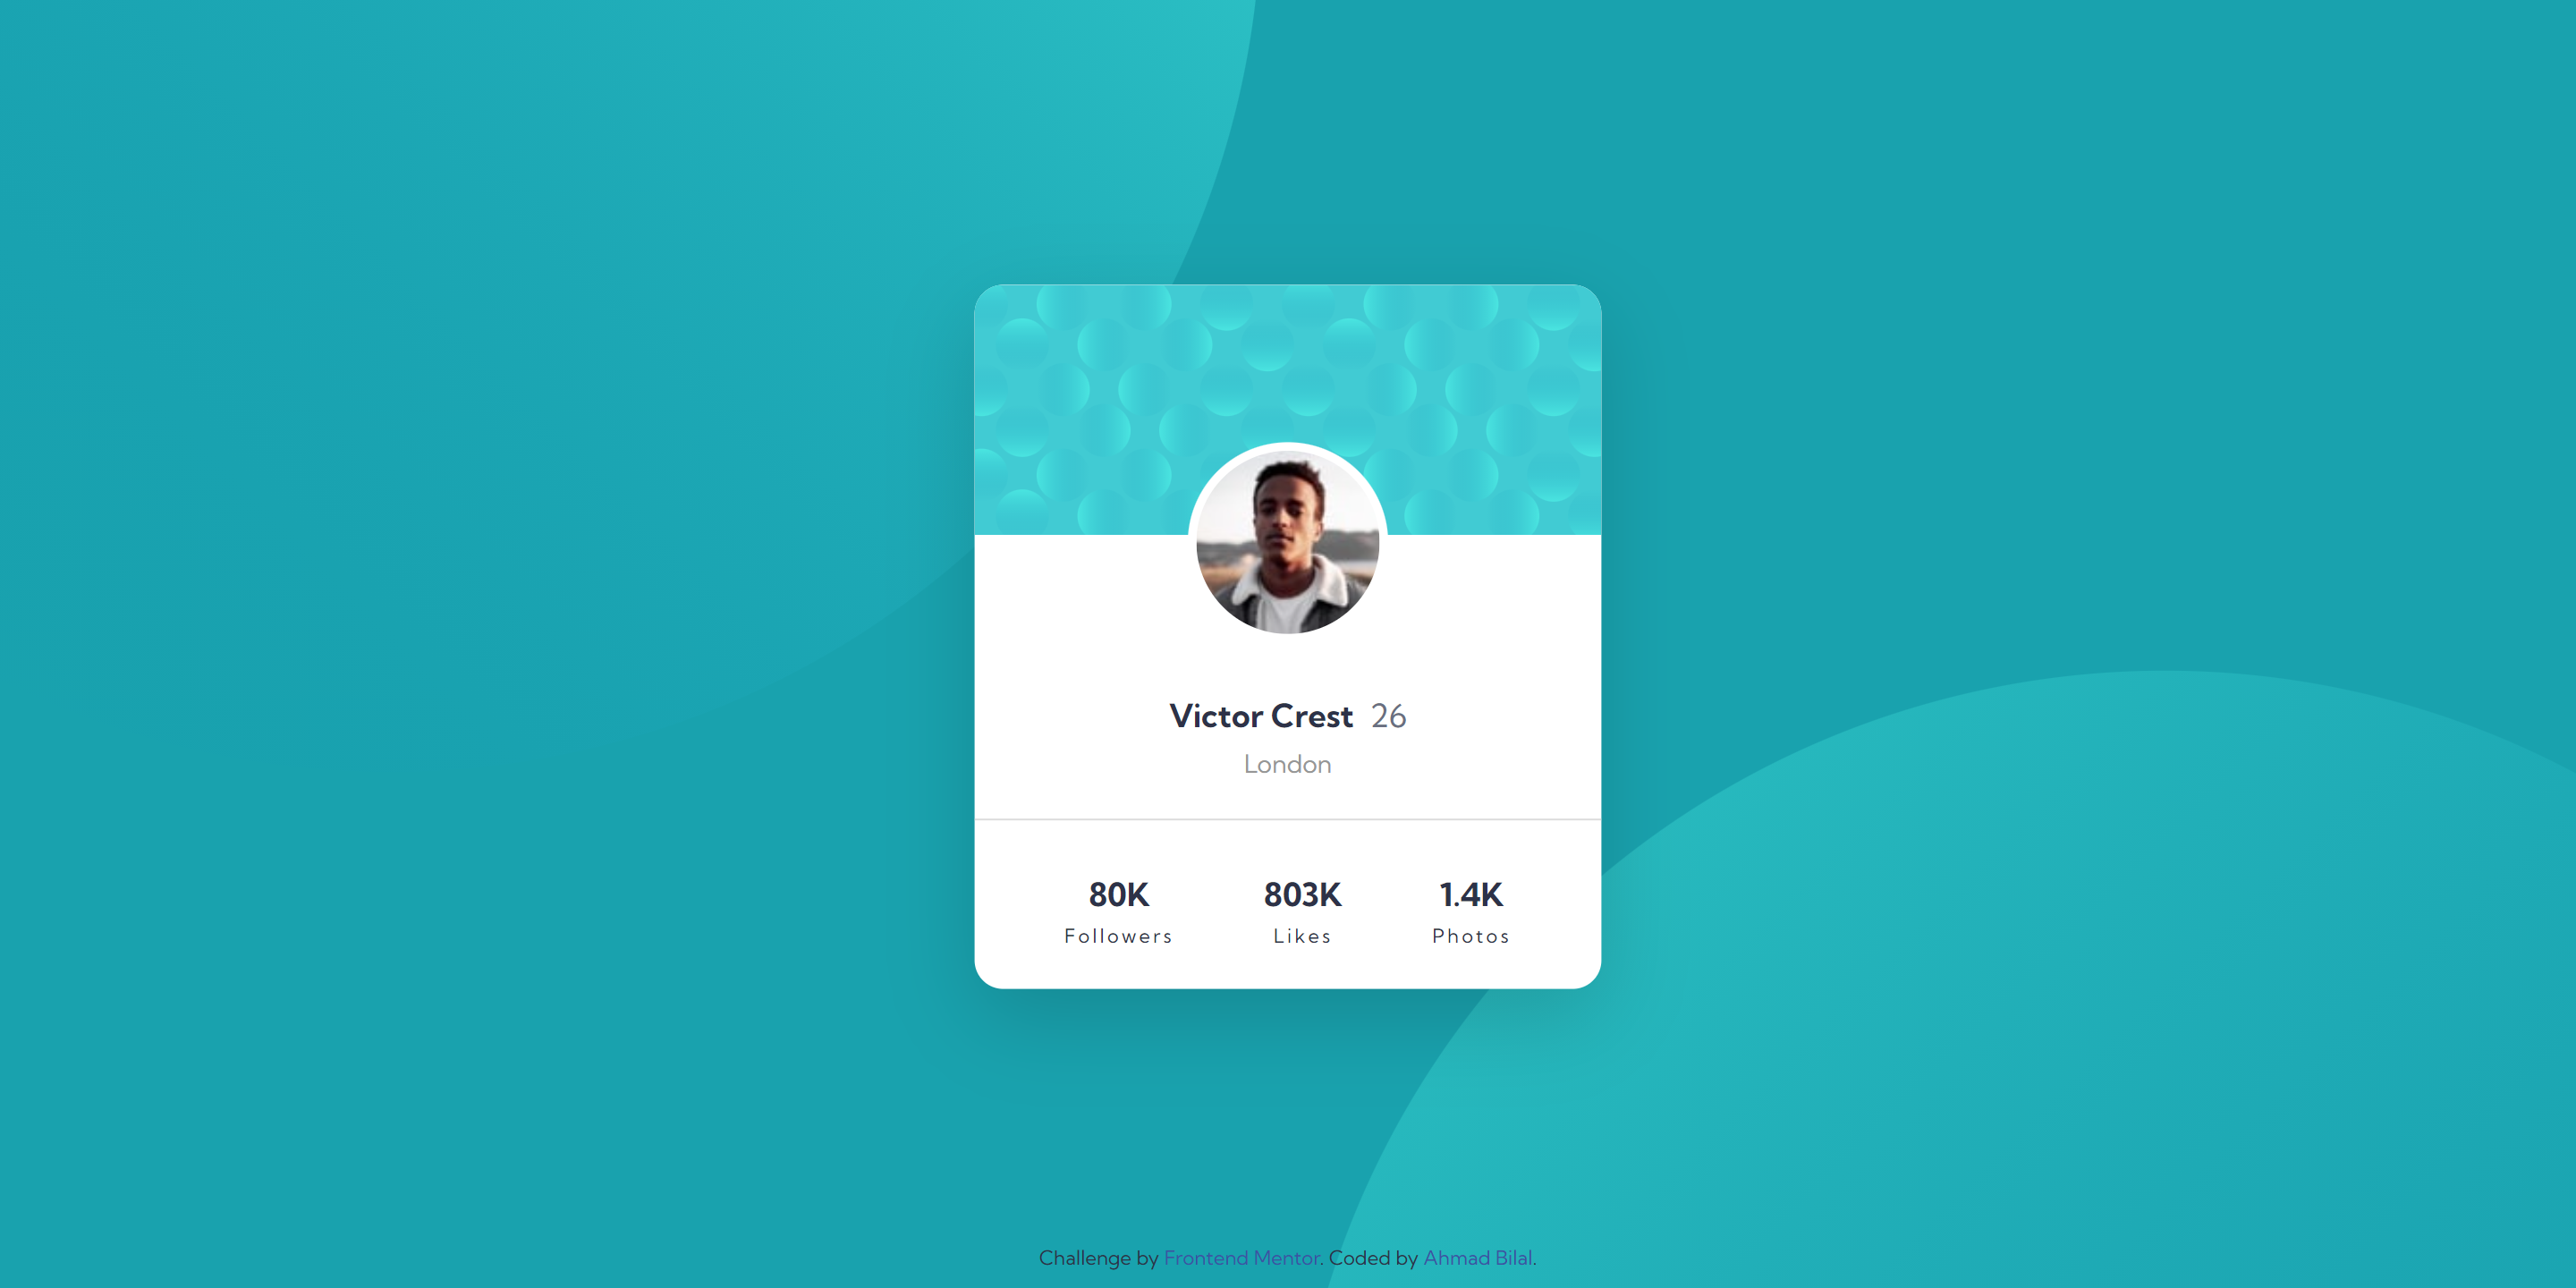 Victor Crest 26
London
80K 803K 1.4K
Followers Likes Photos
Challenge by Frontend Mentor. Coded by Ahmad Bilal.